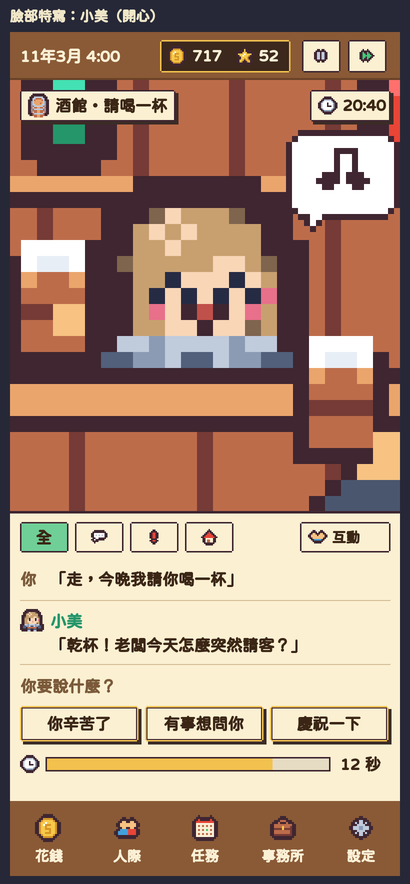 臉部特寫：小美（開心）
11年3月 4:00
717
52
酒館・請喝一杯
20:40
全
互動
你 「走，今晚我請你喝一杯」
小美
「乾杯！老闆今天怎麼突然請客？」
你要說什麼？
你辛苦了
有事想問你
慶祝一下
12 秒
花錢
人際
任務
事務所
設定